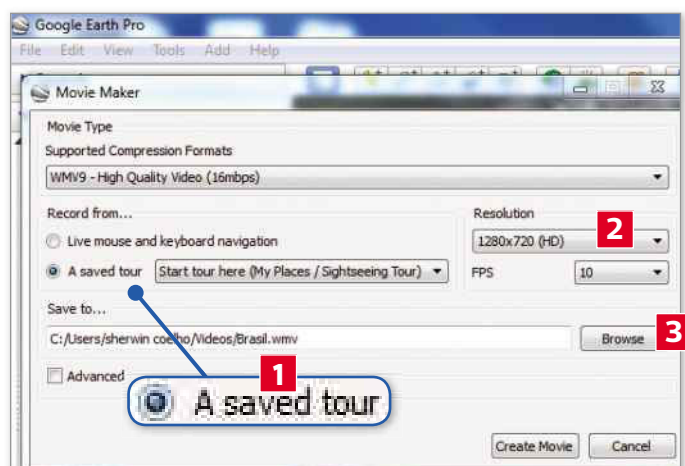 Google Earth Pro
File Edit View Tools Add Help
Movie Maker
Movie Type
Supported Compression Formats
WMV9 - High Quality Video (16mbps)
Record from...
Live mouse and keyboard navigation
A saved tour Start tour here (My Places / Sightseeing Tour)
Resolution
1280x720 (HD) 2
FPS 10
Save to...
C:/Users/sherwin coelho/Videos/Brasil.wmv Browse 3
Advanced
1
A saved tour
Create Movie Cancel